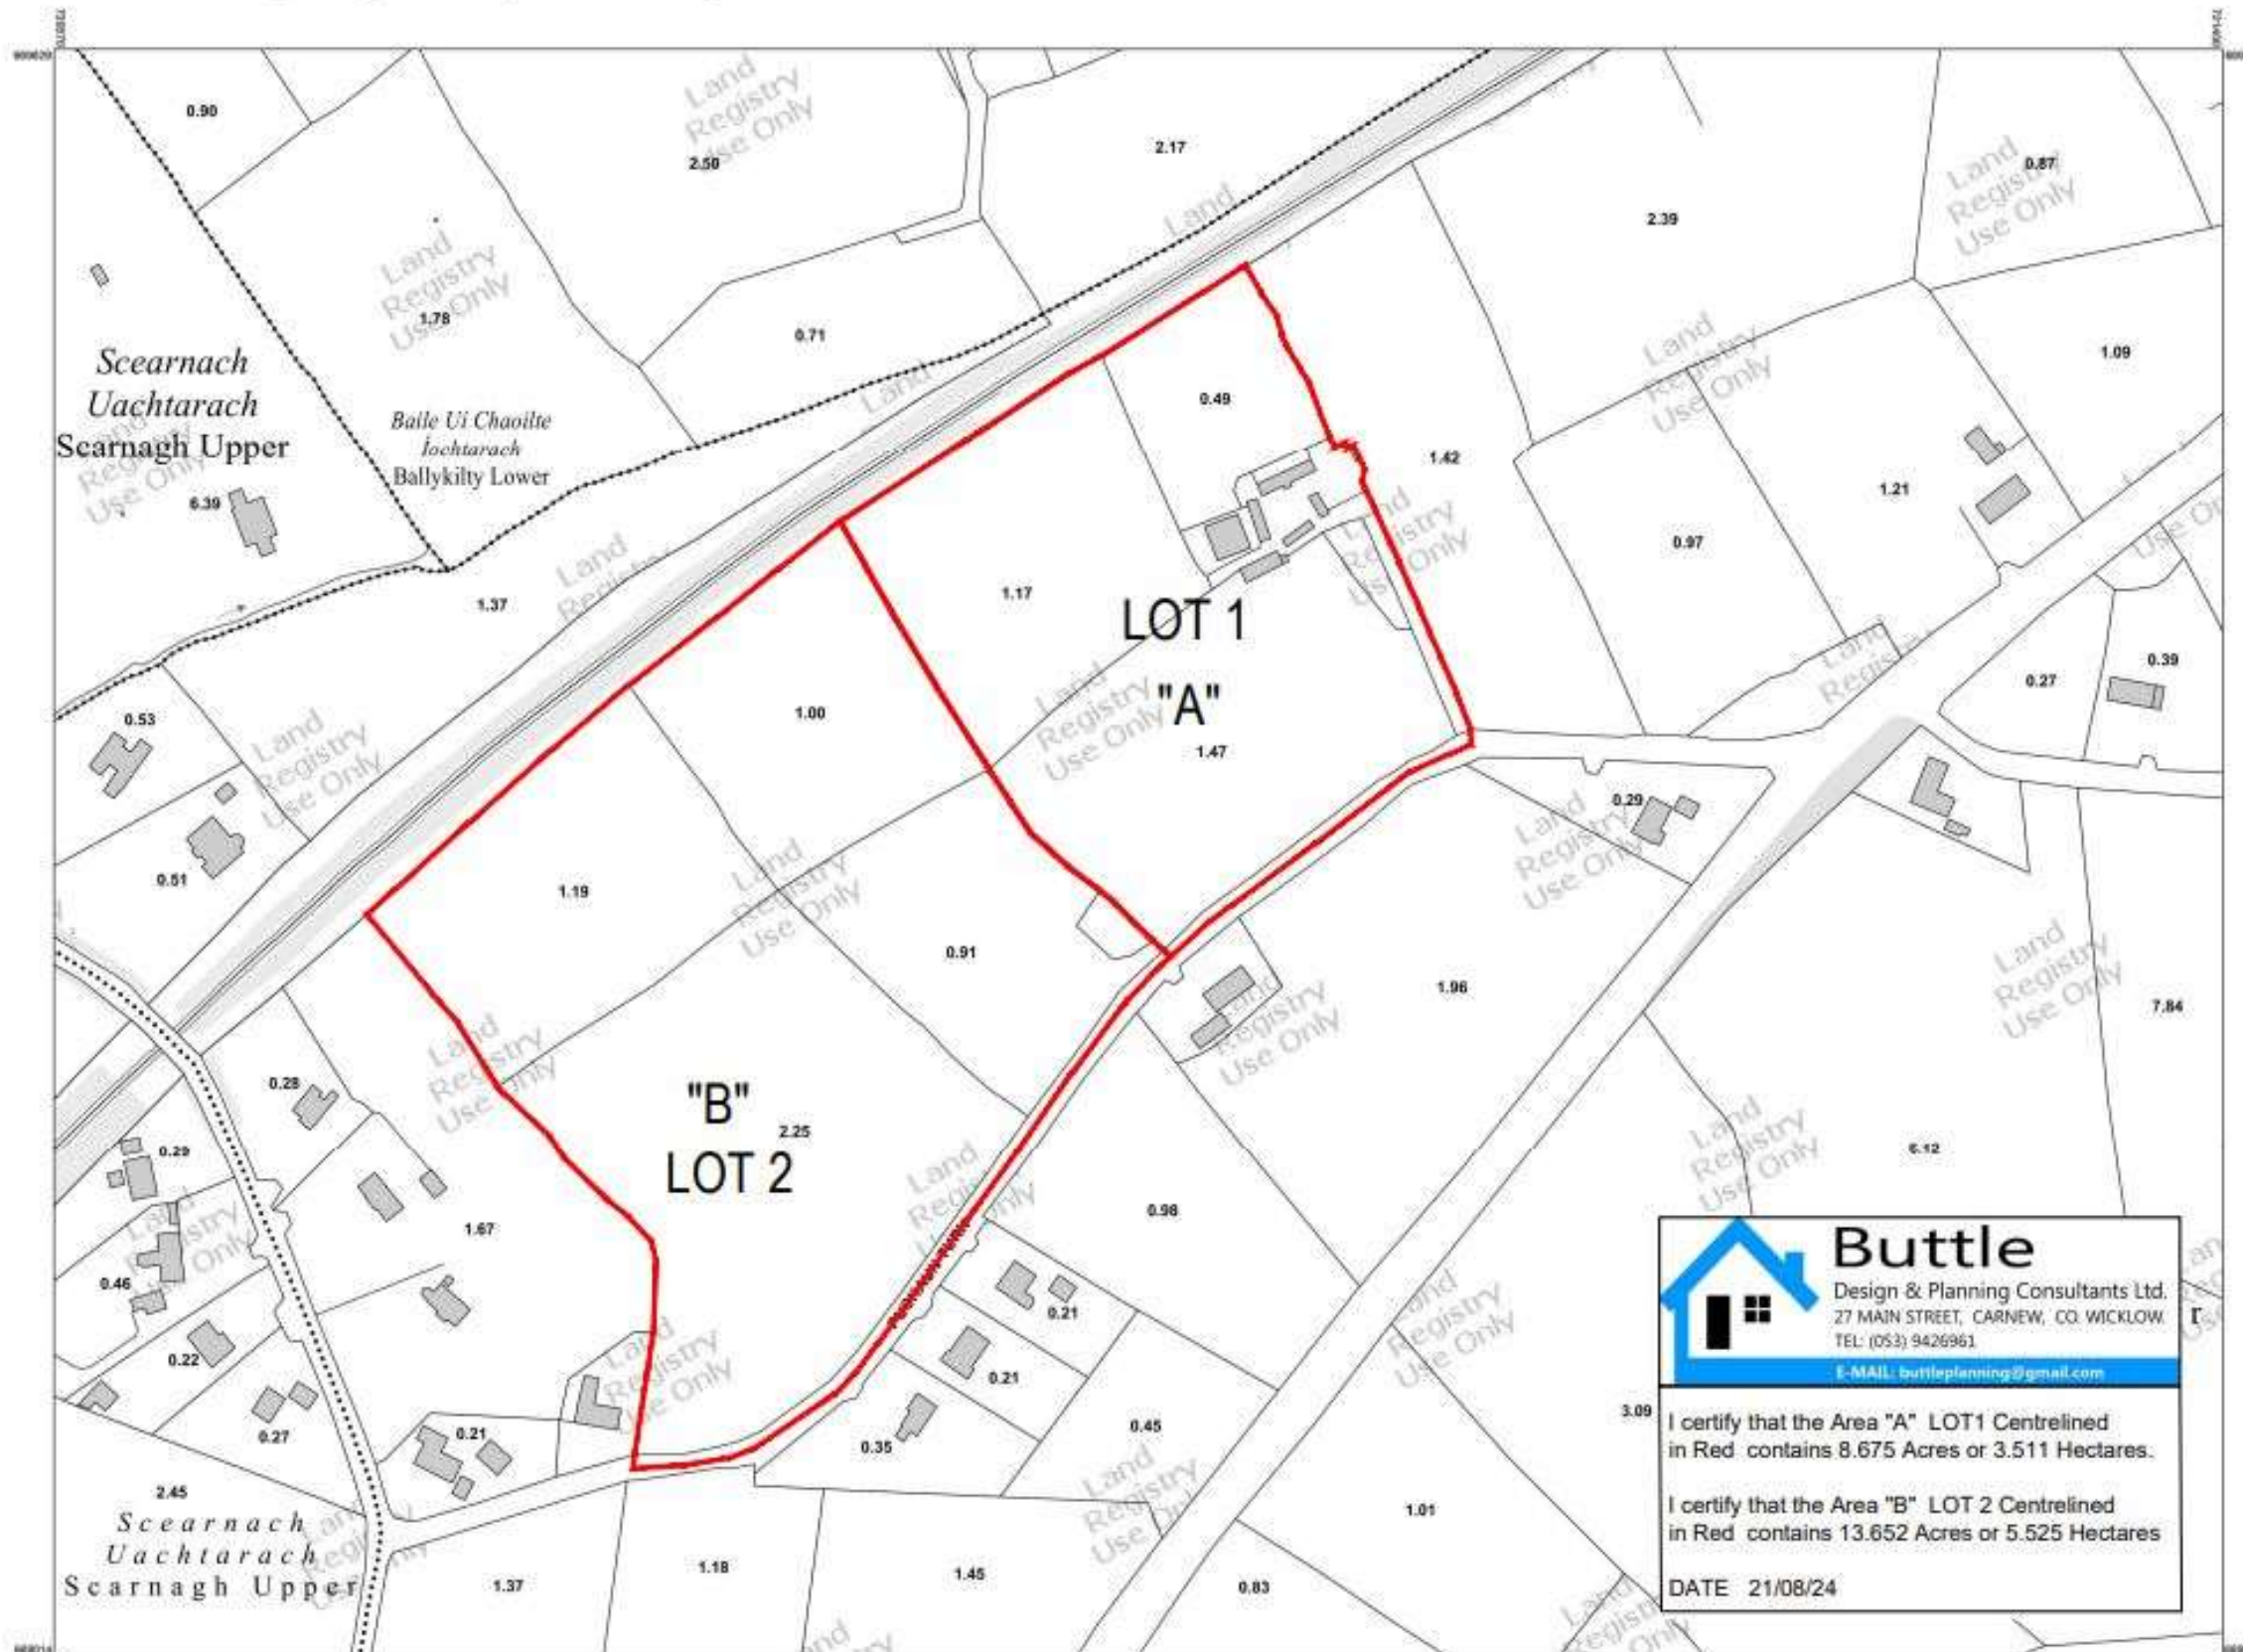 0.90
2.50
2.17
0.87
2.39
1.78
0.71
1.09
0.49
Scearnach
Uachtarach
Scarnagh Upper
6.39
Baile Uí Chaoilte
Íochtarach
Ballykilty Lower
1.42
1.21
0.97
1.37
1.17
LOT 1
"A"
1.47
1.00
0.53
0.51
0.27
0.39
0.29
1.19
0.91
1.96
7.84
0.28
0.29
"B"
2.25
LOT 2
1.67
0.98
6.12
0.46
0.22
0.27
0.21
0.21
0.21
0.35
0.45
3.09
2.45
Scearnach
Uachtarach
Scarnagh Upper
1.37
1.18
1.45
0.83
1.01
Land
Registry
Use Only
Buttle
Design & Planning Consultants Ltd.
27 MAIN STREET, CARNEW, CO. WICKLOW.
TEL: (053) 9426961
E-MAIL: buttleplanning@gmail.com
I certify that the Area "A" LOT1 Centrelined
in Red contains 8.675 Acres or 3.511 Hectares.
I certify that the Area "B" LOT 2 Centrelined
in Red contains 13.652 Acres or 5.525 Hectares
DATE 21/08/24